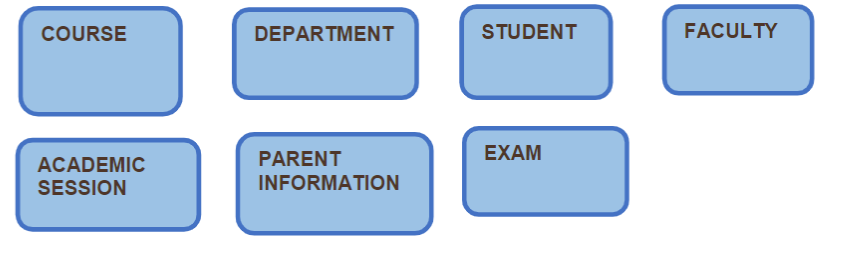 COURSE
DEPARTMENT
STUDENT
FACULTY
ACADEMIC
SESSION
PARENT
INFORMATION
EXAM